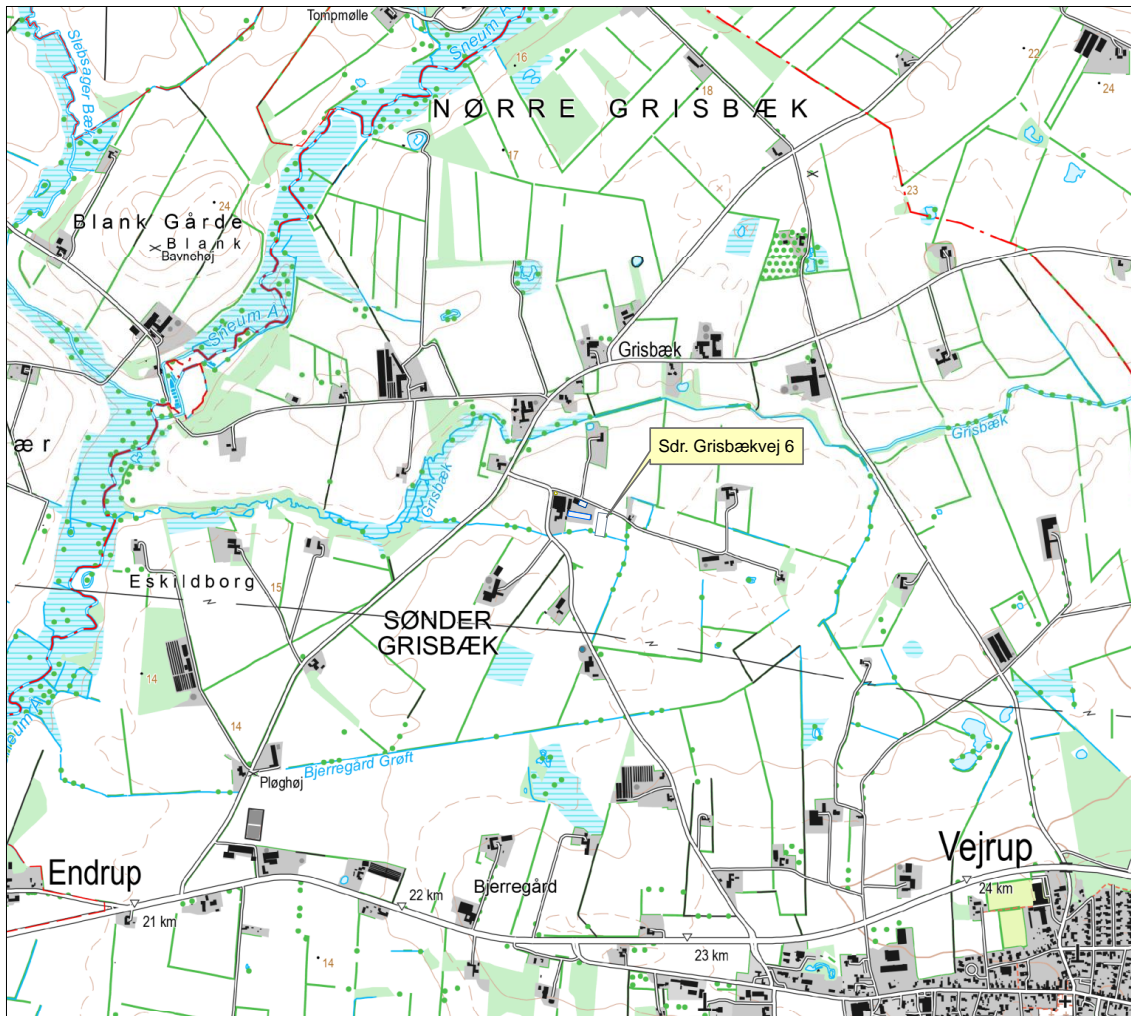 Tompmølle
Sneum Å
Slebsager Bæk
16
22
24
18
NØRRE GRISBÆK
17
23
24
Blank Gårde
Blank
Bavnehøj
Sneum Å
Grisbæk
Grisbæk
ær
Sdr. Grisbækvej 6
Grisbæk
Eskildborg
15
SØNDER
GRISBÆK
14
14
Bjerregård Grøft
Pløghøj
Endrup
Vejrup
21 km
22 km
Bjerregård
24 km
23 km
14